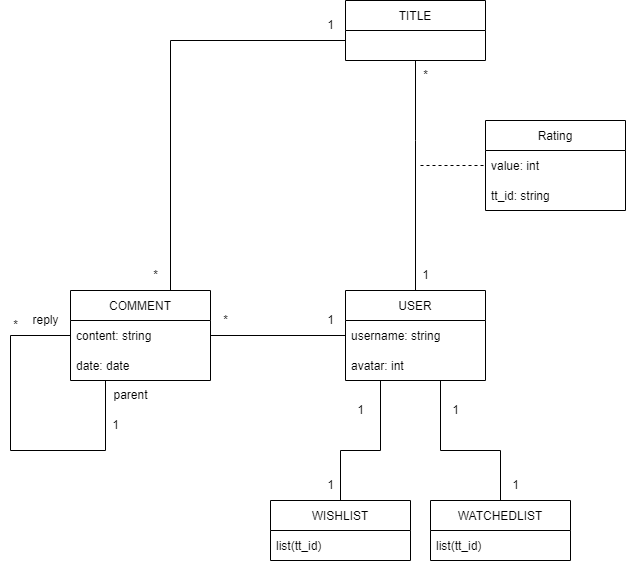 TITLE
1
*
Rating
value: int
tt_id: string
*
1
COMMENT
USER
* reply
* 1
content: string
username: string
date: date
avatar: int
parent
1
1
1
1
1
WISHLIST
WATCHEDLIST
list(tt_id)
list(tt_id)